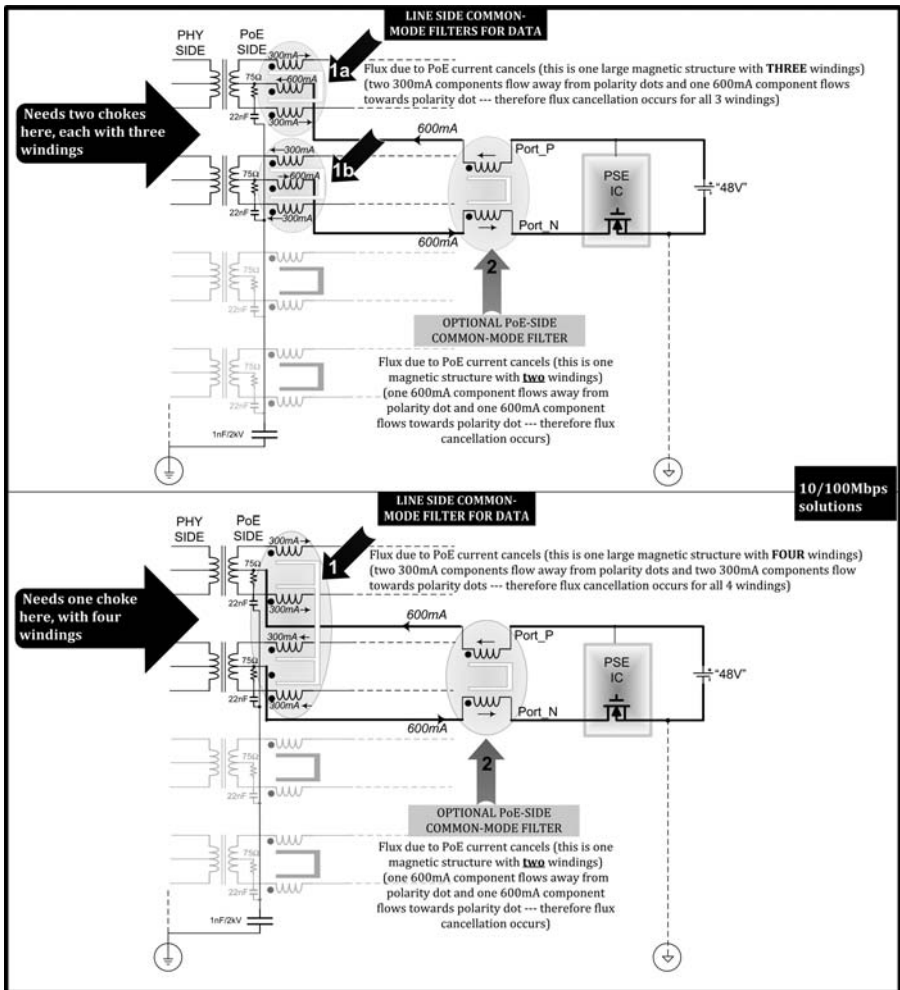 LINE SIDE COMMON-
MODE FILTERS FOR DATA
PHY
SIDE
PoE
SIDE
300mA
1a
Flux due to PoE current cancels (this is one large magnetic structure with THREE windings)
(two 300mA components flow away from polarity dots and one 600mA component flows
towards polarity dot --- therefore flux cancellation occurs for all 3 windings)
75Ω
600mA
22nF
300mA
Needs two chokes
here, each with three
windings
600mA
300mA
1b
Port_P
75Ω
600mA
PSE
IC
"48V"
22nF
300mA
Port_N
600mA
2
75Ω
22nF
OPTIONAL PoE-SIDE
COMMON-MODE FILTER
Flux due to PoE current cancels (this is one
magnetic structure with two windings)
(one 600mA component flows away from
polarity dot and one 600mA component
flows towards polarity dot --- therefore flux
cancellation occurs)
75Ω
22nF
1nF/2kV
10/100Mbps
solutions
LINE SIDE COMMON-
MODE FILTER FOR DATA
PHY
SIDE
PoE
SIDE
300mA
1
Flux due to PoE current cancels (this is one large magnetic structure with FOUR windings)
(two 300mA components flow away from polarity dots and two 300mA components flow
towards polarity dots --- therefore flux cancellation occurs for all 4 windings)
75Ω
22nF
300mA
Needs one choke
here, with four
windings
600mA
300mA
Port_P
75Ω
PSE
IC
"48V"
22nF
300mA
Port_N
600mA
2
75Ω
22nF
OPTIONAL PoE-SIDE
COMMON-MODE FILTER
Flux due to PoE current cancels (this is one
magnetic structure with two windings)
(one 600mA component flows away from
polarity dot and one 600mA component
flows towards polarity dot --- therefore flux
cancellation occurs)
75Ω
22nF
1nF/2kV